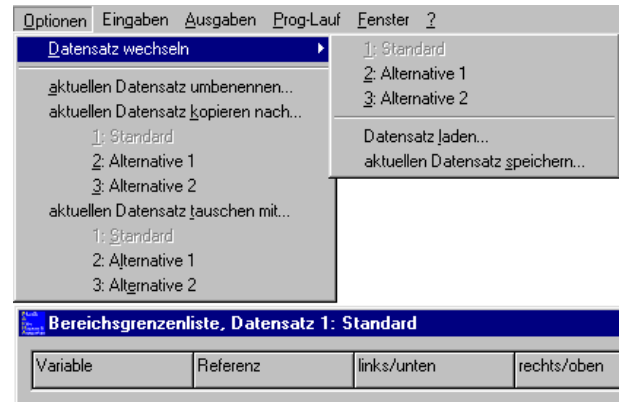 Optionen Eingaben Ausgaben Prog-Lauf Fenster ?
Datensatz wechseln
1: Standard
2: Alternative 1
3: Alternative 2
Datensatz laden...
aktuellen Datensatz speichern...
aktuellen Datensatz umbenennen...
aktuellen Datensatz kopieren nach...
1: Standard
2: Alternative 1
3: Alternative 2
aktuellen Datensatz tauschen mit...
1: Standard
2: Alternative 1
3: Alternative 2
Bereichsgrenzenliste, Datensatz 1: Standard
Variable Referenz links/unten rechts/oben